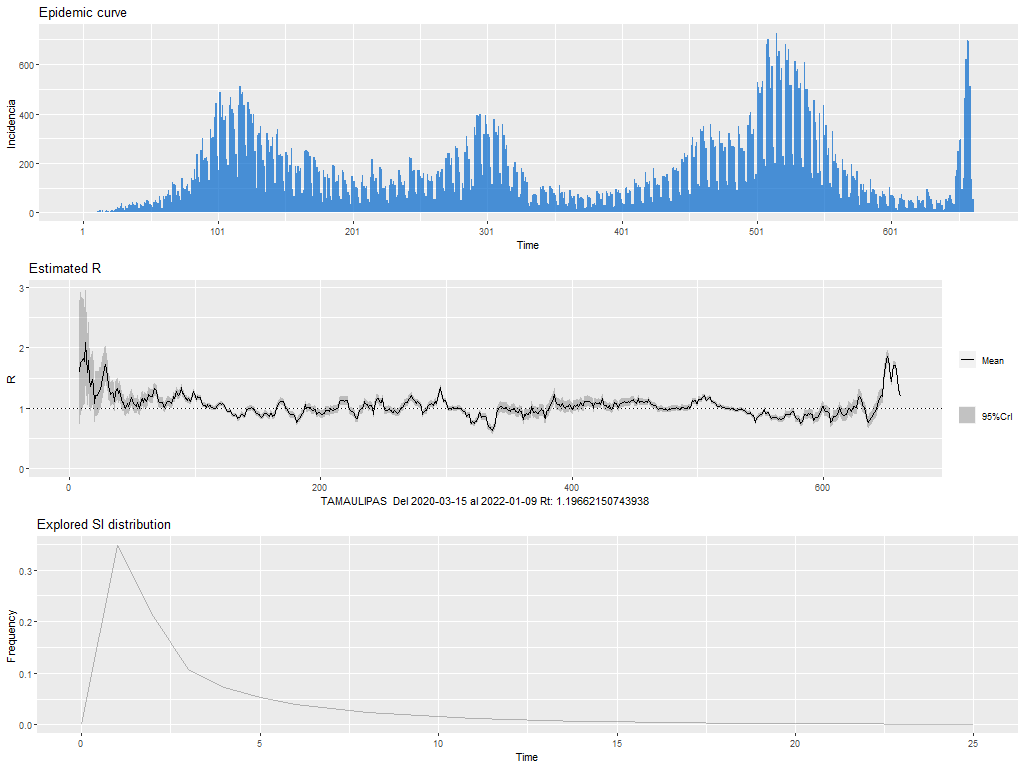 Epidemic curve
Incidencia
600
400
200
0
1
101
201
301
401
501
601
Time
Estimated R
R
3
2
1
0
0
200
400
600
TAMAULIPAS Del 2020-03-15 al 2022-01-09 Rt: 1.19662150743938
Mean
95%CrI
Explored SI distribution
Frequency
0.3
0.2
0.1
0.0
0
5
10
15
20
25
Time